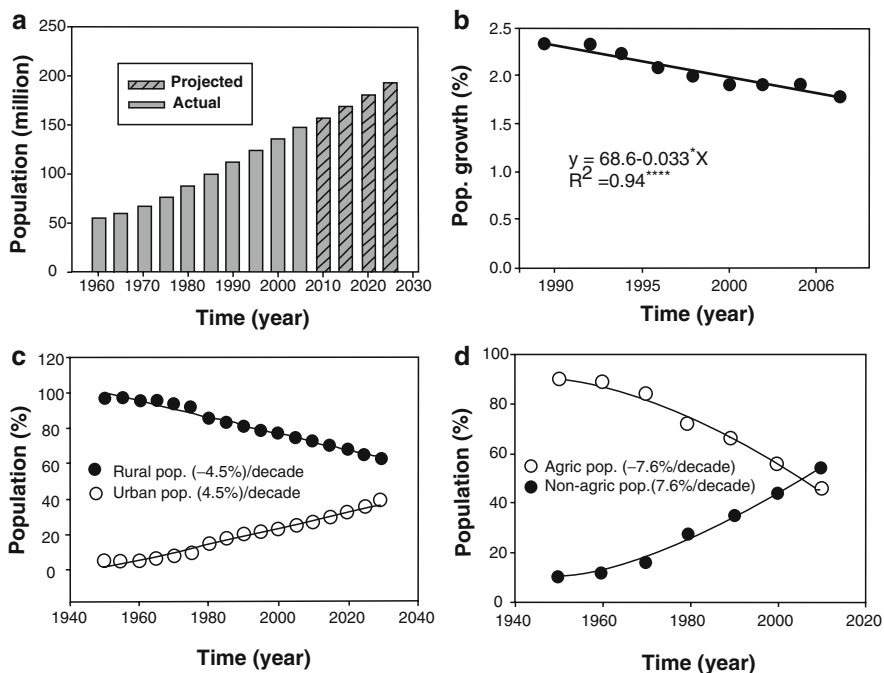 a
Population (million)
250
200
150
100
50
0
Projected
Actual
1960 1970 1980 1990 2000 2010 2020 2030
Time (year)
b
Pop. growth (%)
2.5
2.0
1.5
1.0
0.5
0.0
y = 68.6-0.033*X
R2 =0.94****
1990 1995 2000 2006
Time (year)
c
Population (%)
120
100
80
60
40
20
0
Rural pop. (−4.5%)/decade
Urban pop. (4.5%)/decade
1940 1960 1980 2000 2020 2040
Time (year)
d
Population (%)
100
80
60
40
20
0
Agric pop. (−7.6%/decade)
Non-agric pop.(7.6%/decade)
1940 1960 1980 2000 2020
Time (year)